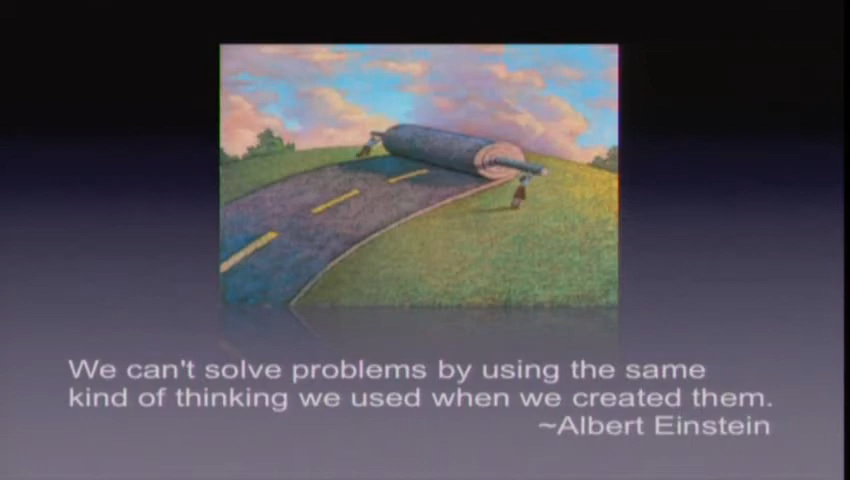 We can't solve problems by using the same
kind of thinking we used when we created them.
~Albert Einstein